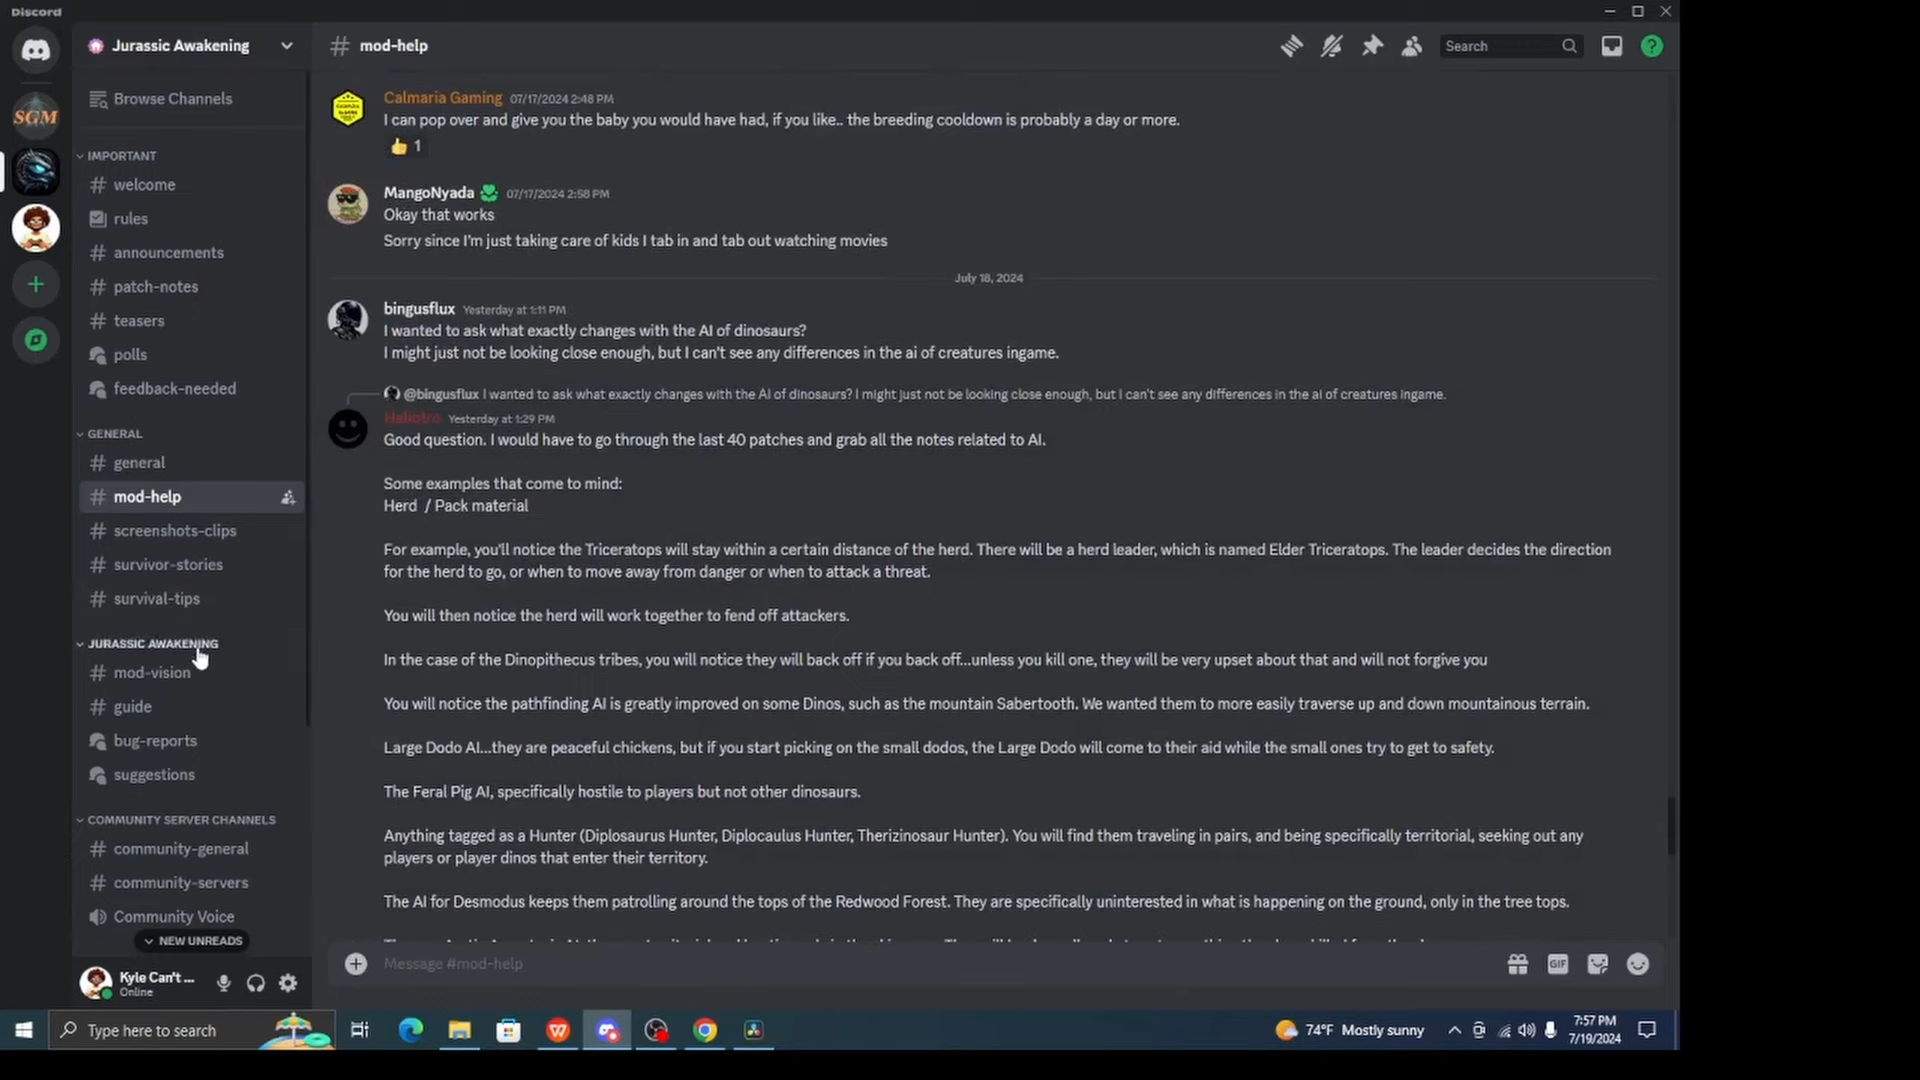 Discord
Jurassic Awakening
mod-help
Search
SGM
Browse Channels
IMPORTANT
welcome
rules
announcements
patch-notes
teasers
polls
feedback-needed
GENERAL
general
mod-help
screenshots-clips
survivor-stories
survival-tips
JURASSIC AWAKENING
mod-vision
guide
bug-reports
suggestions
COMMUNITY SERVER CHANNELS
community-general
community-servers
Community Voice
NEW UNREADS
Kyle Can't ...
Online
Calmaria Gaming 07/17/2024 2:48 PM
I can pop over and give you the baby you would have had, if you like.. the breeding cooldown is probably a day or more.
1
MangoNyada 07/17/2024 2:58 PM
Okay that works
Sorry since I'm just taking care of kids I tab in and tab out watching movies
July 18, 2024
bingusflux Yesterday at 1:11 PM
I wanted to ask what exactly changes with the AI of dinosaurs?
I might just not be looking close enough, but I can't see any differences in the ai of creatures ingame.
@bingusflux I wanted to ask what exactly changes with the AI of dinosaurs? I might just not be looking close enough, but I can't see any differences in the ai of creatures ingame.
Yesterday at 1:29 PM
Good question. I would have to go through the last 40 patches and grab all the notes related to AI.
Some examples that come to mind:
Herd / Pack material
For example, you'll notice the Triceratops will stay within a certain distance of the herd. There will be a herd leader, which is named Elder Triceratops. The leader decides the direction
for the herd to go, or when to move away from danger or when to attack a threat.
You will then notice the herd will work together to fend off attackers.
In the case of the Dinopithecus tribes, you will notice they will back off if you back off...unless you kill one, they will be very upset about that and will not forgive you
You will notice the pathfinding AI is greatly improved on some Dinos, such as the mountain Sabertooth. We wanted them to more easily traverse up and down mountainous terrain.
Large Dodo AI...they are peaceful chickens, but if you start picking on the small dodos, the Large Dodo will come to their aid while the small ones try to get to safety.
The Feral Pig AI, specifically hostile to players but not other dinosaurs.
Anything tagged as a Hunter (Diplosaurus Hunter, Diplocaulus Hunter, Therizinosaur Hunter). You will find them traveling in pairs, and being specifically territorial, seeking out any
players or player dinos that enter their territory.
The AI for Desmodus keeps them patrolling around the tops of the Redwood Forest. They are specifically uninterested in what is happening on the ground, only in the tree tops.
Message #mod-help
GIF
Type here to search
74°F Mostly sunny
7:57 PM
7/19/2024